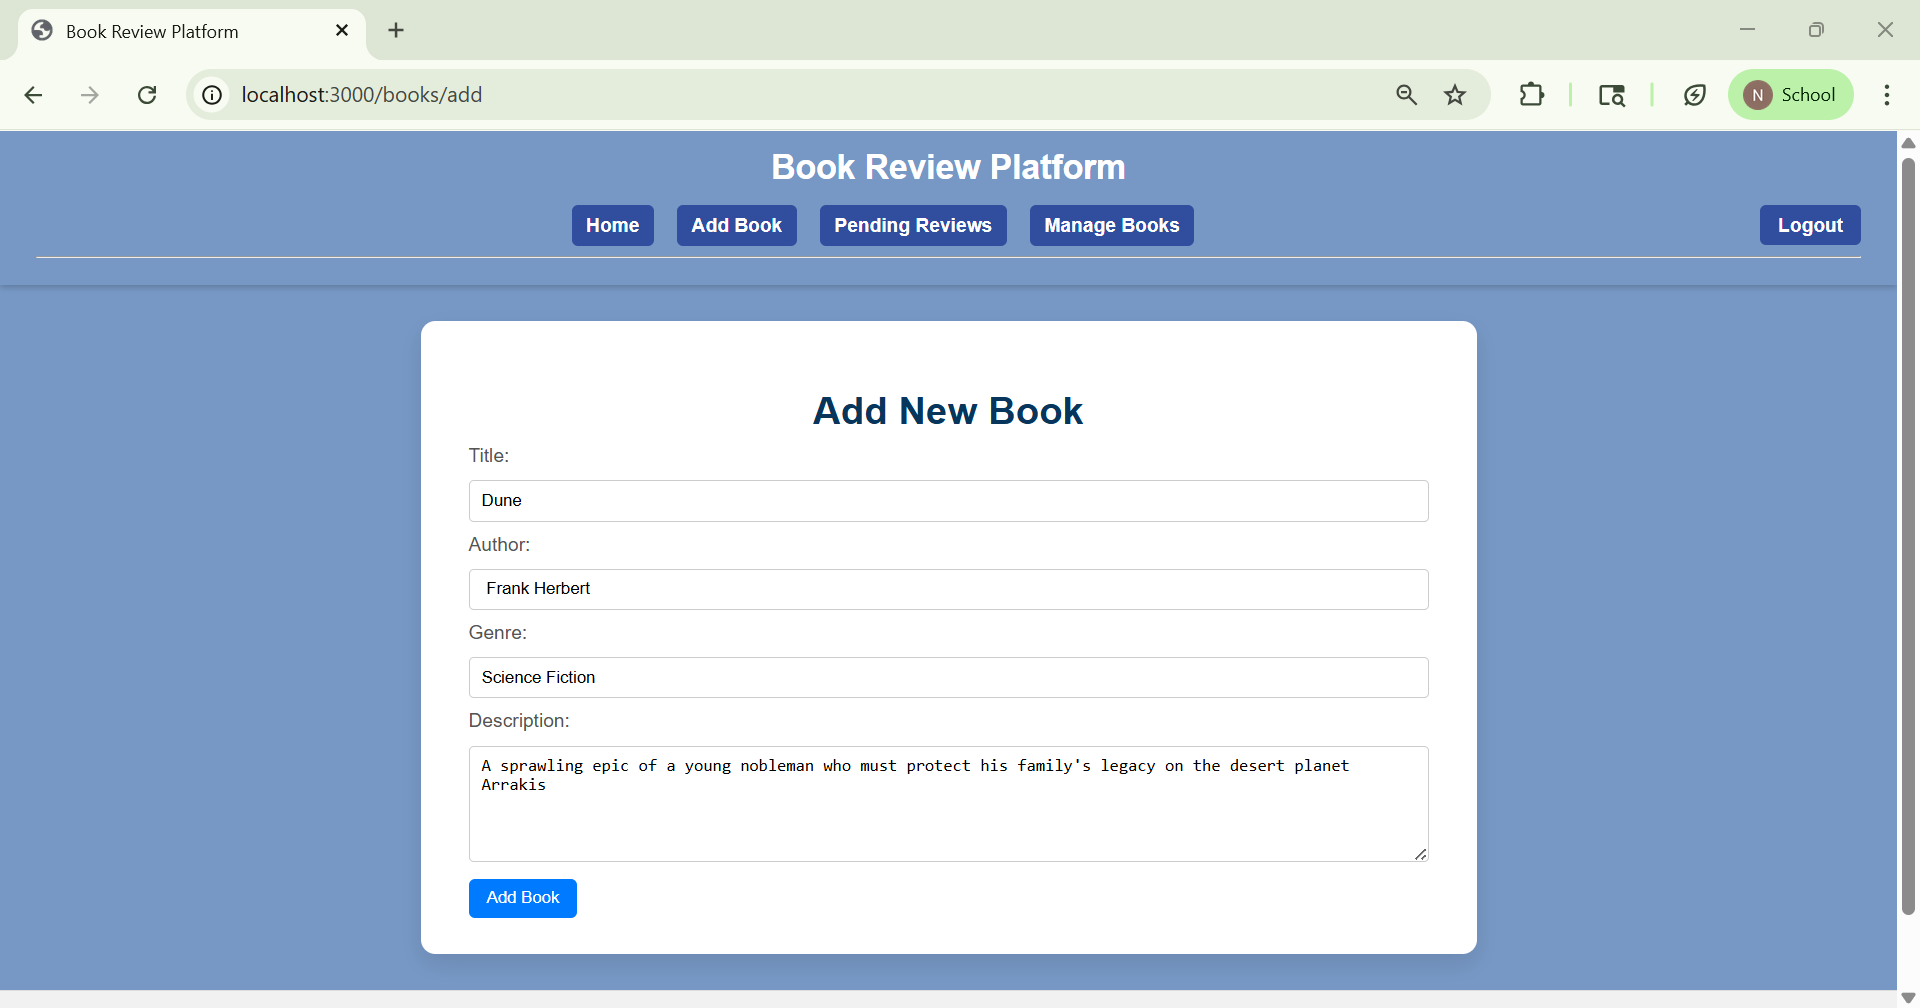 Book Review Platform
localhost:3000/books/add
N School
Book Review Platform
Home Add Book Pending Reviews Manage Books Logout
Add New Book
Title:
Dune
Author:
Frank Herbert
Genre:
Science Fiction
Description:
A sprawling epic of a young nobleman who must protect his family's legacy on the desert planet
Arrakis
Add Book